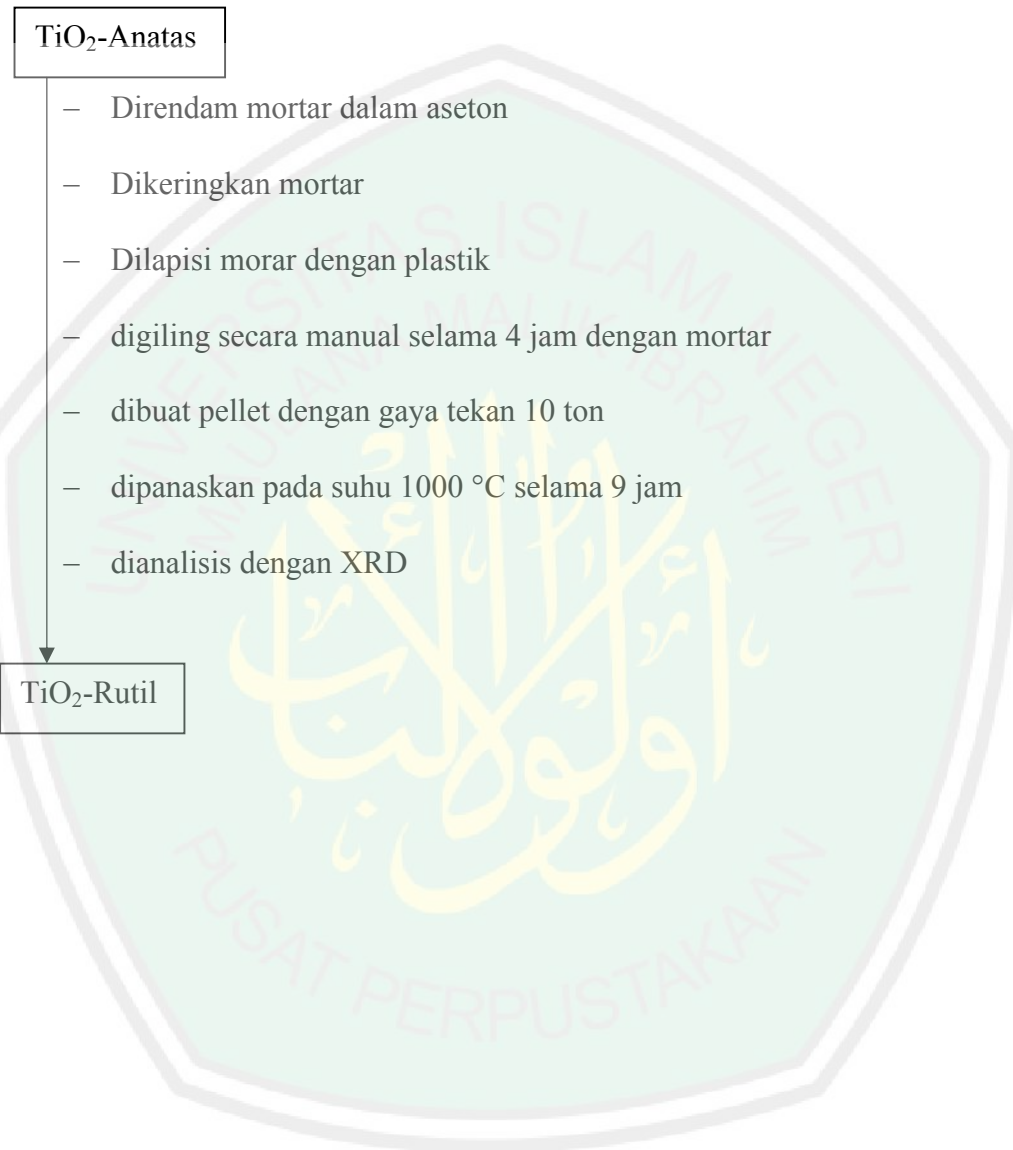 TiO₂-Anatas
– Direndam mortar dalam aseton
– Dikeringkan mortar
– Dilapisi morar dengan plastik
– digiling secara manual selama 4 jam dengan mortar
– dibuat pellet dengan gaya tekan 10 ton
– dipanaskan pada suhu 1000 °C selama 9 jam
– dianalisis dengan XRD
TiO₂-Rutil
UNIVERSITAS ISLAM NEGERI
MAULANA MALIK IBRAHIM
PUSAT PERPUSTAKAAN